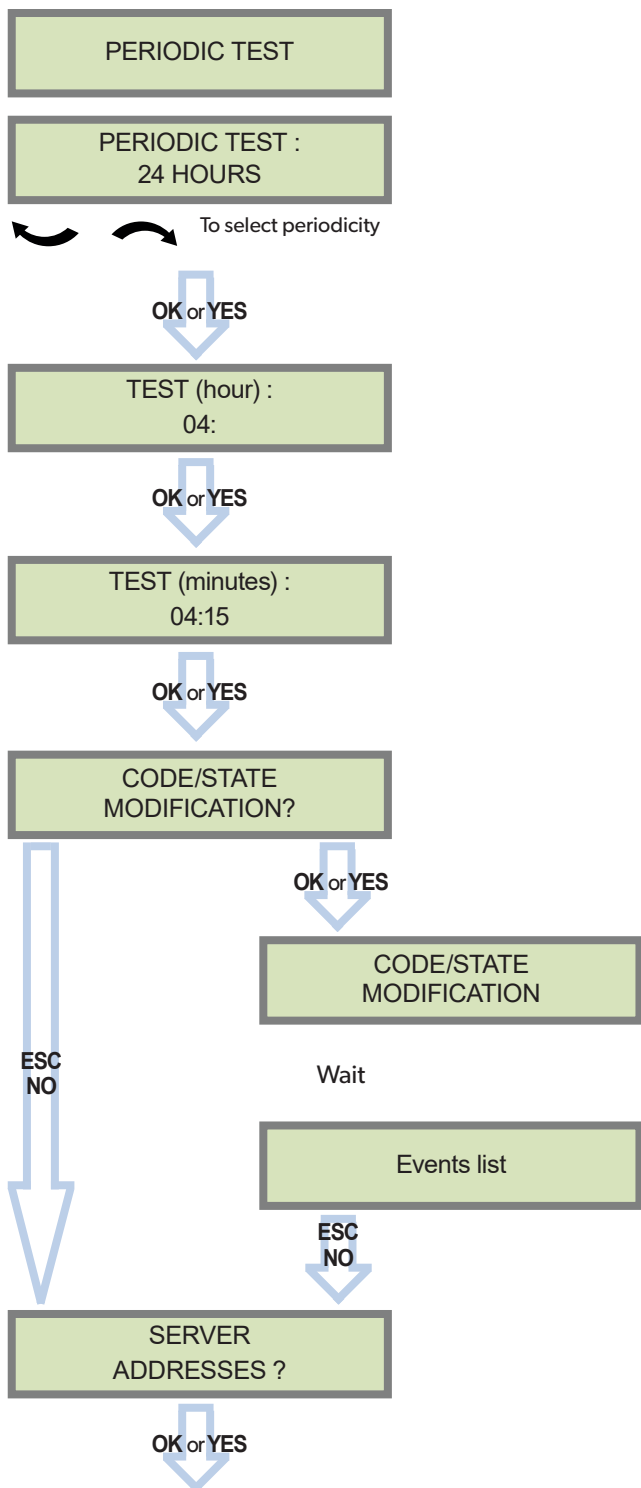 PERIODIC TEST
PERIODIC TEST :
24 HOURS
To select periodicity
OK or YES
TEST (hour) :
04:
OK or YES
TEST (minutes) :
04:15
OK or YES
CODE/STATE
MODIFICATION?
OK or YES
CODE/STATE
MODIFICATION
ESC
NO
Wait
Events list
ESC
NO
SERVER
ADDRESSES ?
OK or YES